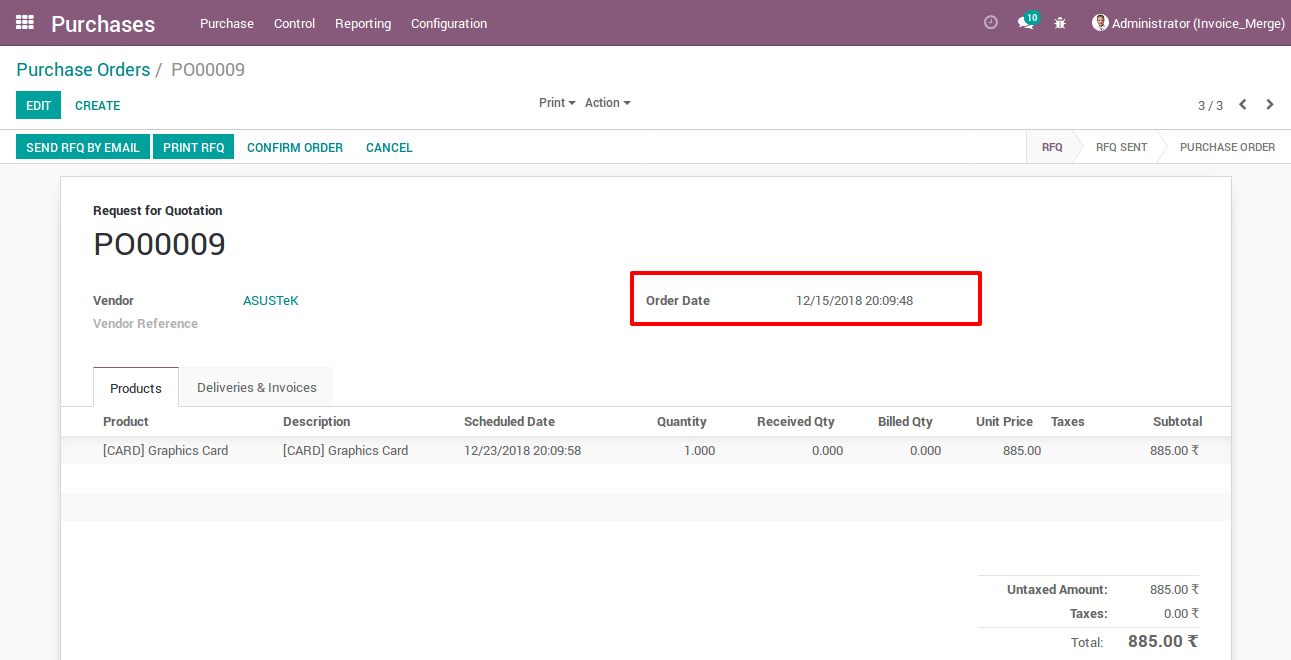 Purchases Purchase Control Reporting Configuration 10 Administrator (Invoice_Merge)
Purchase Orders / PO00009
EDIT CREATE Print Action 3 / 3
SEND RFQ BY EMAIL PRINT RFQ CONFIRM ORDER CANCEL RFQ RFQ SENT PURCHASE ORDER
Request for Quotation
PO00009
Vendor ASUSTeK Order Date 12/15/2018 20:09:48
Vendor Reference
Products Deliveries & Invoices
Product Description Scheduled Date Quantity Received Qty Billed Qty Unit Price Taxes Subtotal
[CARD] Graphics Card [CARD] Graphics Card 12/23/2018 20:09:58 1.000 0.000 0.000 885.00 885.00 ₹
Untaxed Amount: 885.00 ₹
Taxes: 0.00 ₹
Total: 885.00 ₹